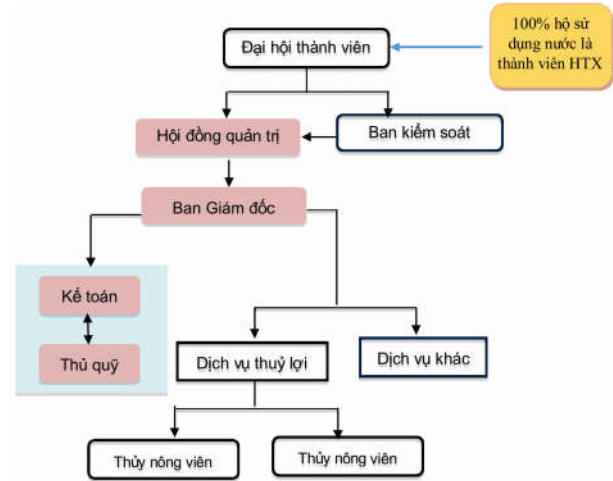 100% hộ sử
dụng nước là
thành viên HTX
Đại hội thành viên
Hội đồng quản trị
Ban kiểm soát
Ban Giám đốc
Kế toán
Thủ quỹ
Dịch vụ thuỷ lợi
Dịch vụ khác
Thủy nông viên
Thủy nông viên